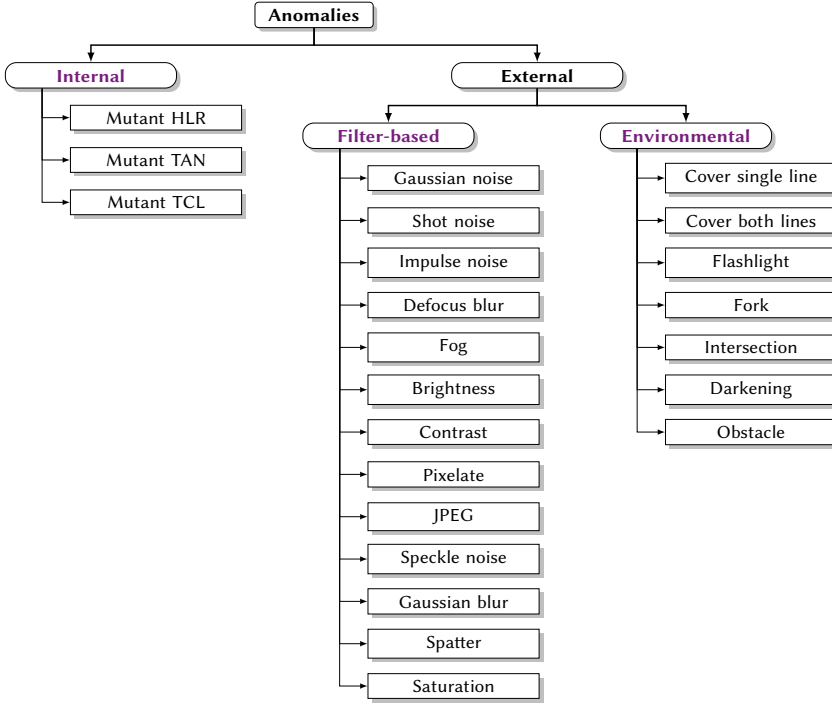 Anomalies
Internal
External
Mutant HLR
Mutant TAN
Mutant TCL
Filter-based
Environmental
Gaussian noise
Shot noise
Impulse noise
Defocus blur
Fog
Brightness
Contrast
Pixelate
JPEG
Speckle noise
Gaussian blur
Spatter
Saturation
Cover single line
Cover both lines
Flashlight
Fork
Intersection
Darkening
Obstacle